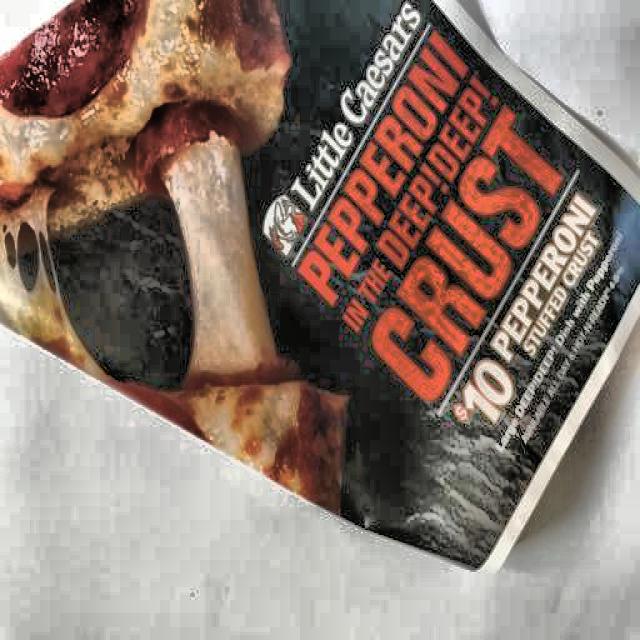 Little Caesars
PEPPERONI
IN THE DEEP!DEEP!
CRUST
$10 PEPPERONI
STUFFED CRUST